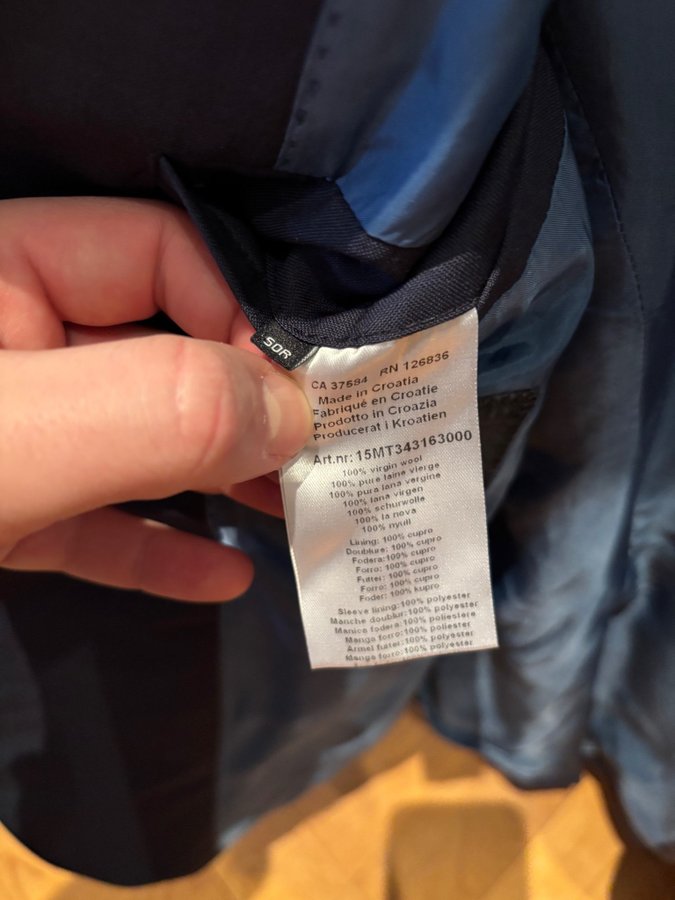 SOR
CA 37584 RN 126836
Made in Croatia
Fabriqué en Croatie
Prodotto in Croazia
Producerat i Kroatien
Art.nr: 15MT343163000
100% virgin wool
100% pure laine vierge
100% pura lana vergine
100% lana virgen
100% schurwolle
100% la nova
100% nyull
Lining: 100% cupro
Doublure: 100% cupro
Fodera: 100% cupro
Forro: 100% cupro
Futter: 100% cupro
Forro: 100% cupro
Foder: 100% kupro
Sleeve lining: 100% polyester
Manche doublur: 100% polyester
Manica fodera: 100% poliestere
Manga forro: 100% poliester
Armel futter: 100% polyester
Manga forro: 100% poliester